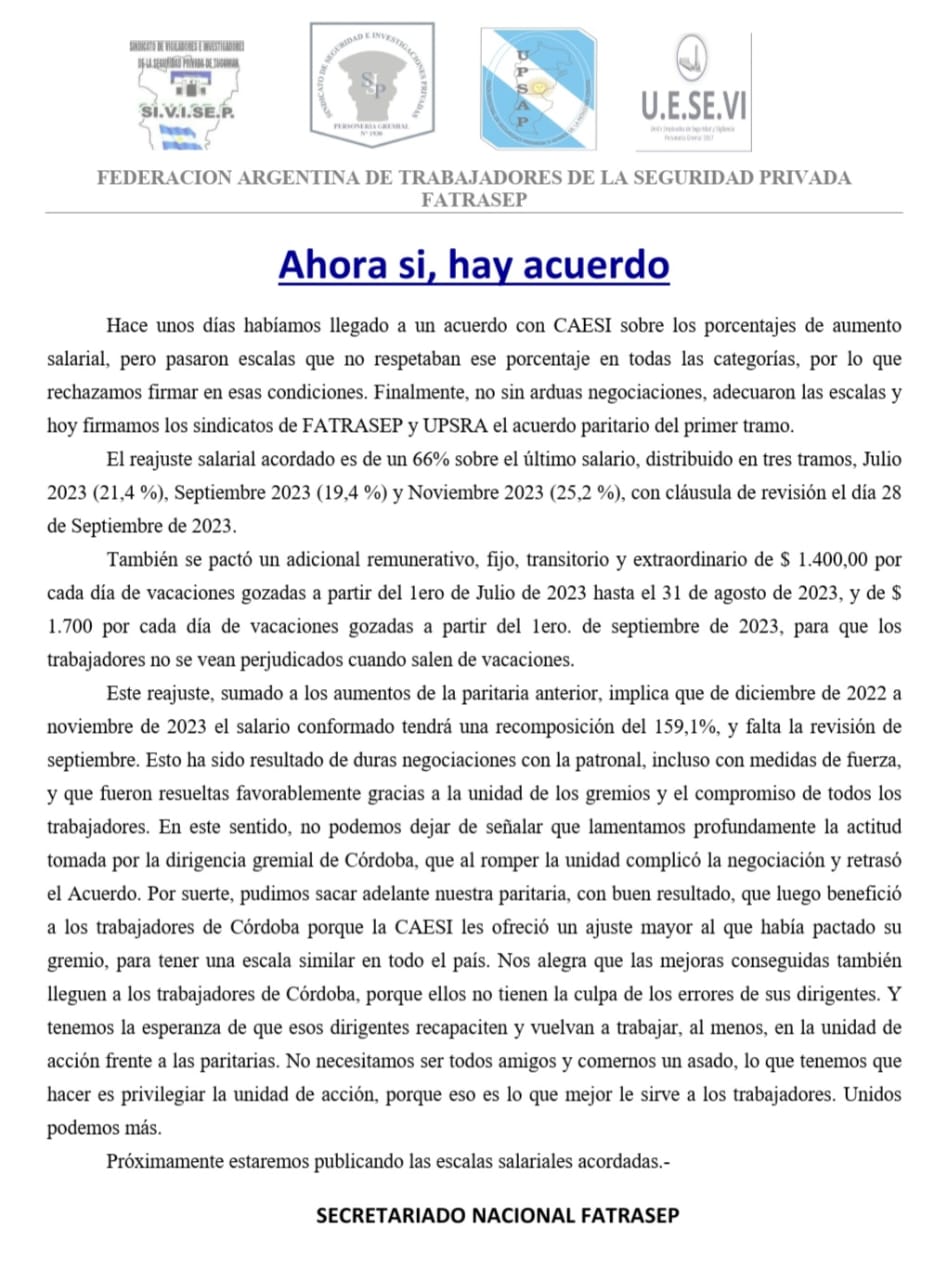 SINDICATO DE VIGILADORES E INVESTIGADORES
DE LA SEGURIDAD PRIVADA DE TUCUMAN
SI.V.I.SE.P.
SINDICATO DE SEGURIDAD E INVESTIGACIONES PRIVADAS
SIP
PERSONERIA GREMIAL
Nº 1930
UPSAP
U.E.SE.VI
FEDERACION ARGENTINA DE TRABAJADORES DE LA SEGURIDAD PRIVADA
FATRASEP
Ahora si, hay acuerdo
Hace unos días habíamos llegado a un acuerdo con CAESI sobre los porcentajes de aumento
salarial, pero pasaron escalas que no respetaban ese porcentaje en todas las categorías, por lo que
rechazamos firmar en esas condiciones. Finalmente, no sin arduas negociaciones, adecuaron las escalas y
hoy firmamos los sindicatos de FATRASEP y UPSRA el acuerdo paritario del primer tramo.
El reajuste salarial acordado es de un 66% sobre el último salario, distribuido en tres tramos, Julio
2023 (21,4 %), Septiembre 2023 (19,4 %) y Noviembre 2023 (25,2 %), con cláusula de revisión el día 28
de Septiembre de 2023.
También se pactó un adicional remunerativo, fijo, transitorio y extraordinario de $ 1.400,00 por
cada día de vacaciones gozadas a partir del 1ero de Julio de 2023 hasta el 31 de agosto de 2023, y de $
1.700 por cada día de vacaciones gozadas a partir del 1ero. de septiembre de 2023, para que los
trabajadores no se vean perjudicados cuando salen de vacaciones.
Este reajuste, sumado a los aumentos de la paritaria anterior, implica que de diciembre de 2022 a
noviembre de 2023 el salario conformado tendrá una recomposición del 159,1%, y falta la revisión de
septiembre. Esto ha sido resultado de duras negociaciones con la patronal, incluso con medidas de fuerza,
y que fueron resueltas favorablemente gracias a la unidad de los gremios y el compromiso de todos los
trabajadores. En este sentido, no podemos dejar de señalar que lamentamos profundamente la actitud
tomada por la dirigencia gremial de Córdoba, que al romper la unidad complicó la negociación y retrasó
el Acuerdo. Por suerte, pudimos sacar adelante nuestra paritaria, con buen resultado, que luego benefició
a los trabajadores de Córdoba porque la CAESI les ofreció un ajuste mayor al que había pactado su
gremio, para tener una escala similar en todo el país. Nos alegra que las mejoras conseguidas también
lleguen a los trabajadores de Córdoba, porque ellos no tienen la culpa de los errores de sus dirigentes. Y
tenemos la esperanza de que esos dirigentes recapaciten y vuelvan a trabajar, al menos, en la unidad de
acción frente a las paritarias. No necesitamos ser todos amigos y comernos un asado, lo que tenemos que
hacer es privilegiar la unidad de acción, porque eso es lo que mejor le sirve a los trabajadores. Unidos
podemos más.
Próximamente estaremos publicando las escalas salariales acordadas.-
SECRETARIADO NACIONAL FATRASEP